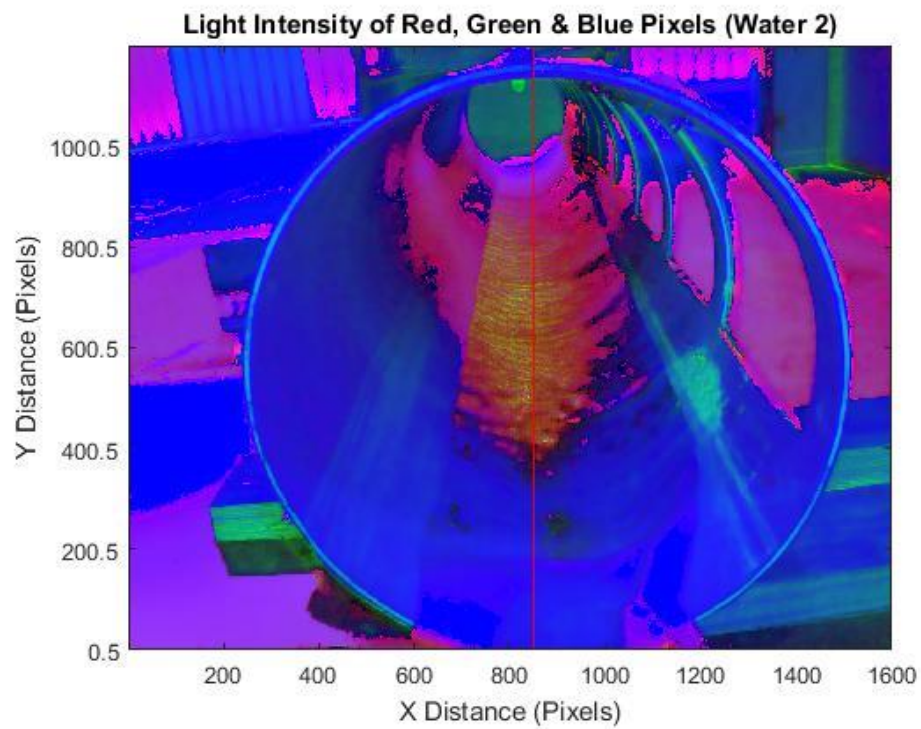 Light Intensity of Red, Green & Blue Pixels (Water 2)
1000.5
800.5
600.5
400.5
200.5
0.5
Y Distance (Pixels)
200 400 600 800 1000 1200 1400 1600
X Distance (Pixels)